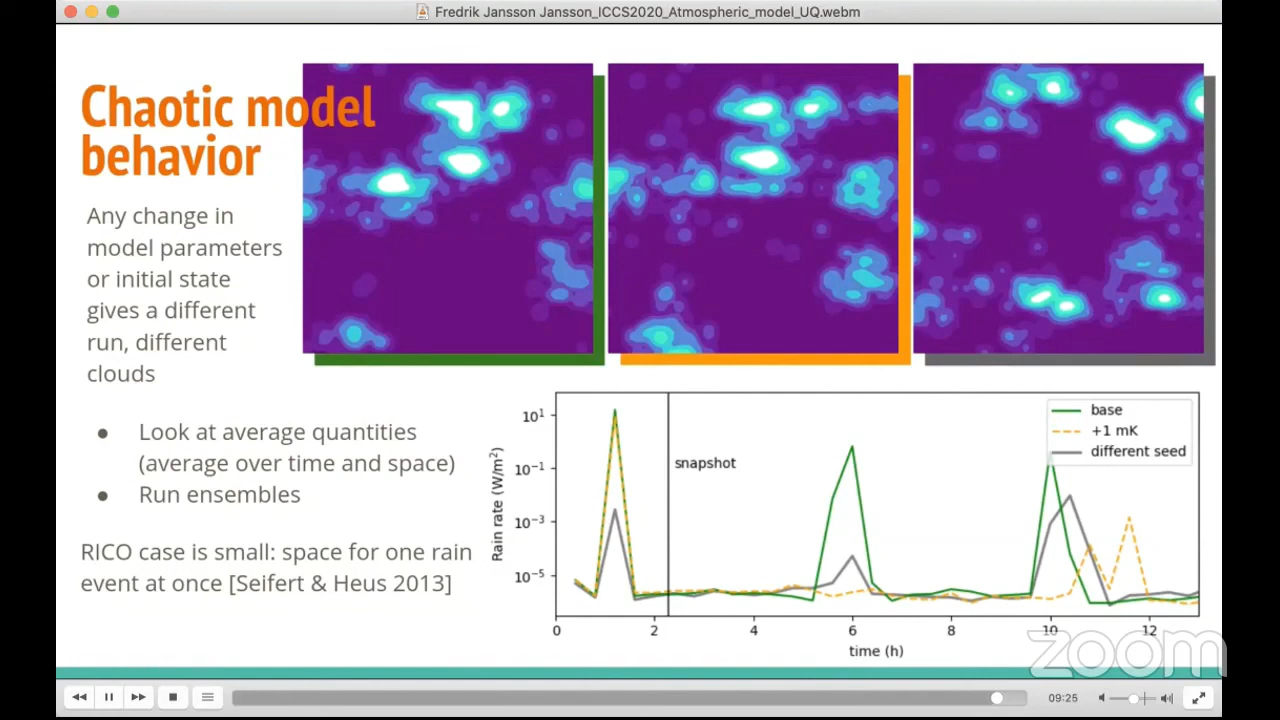 Fredrik Jansson Jansson_ICCS2020_Atmospheric_model_UQ.webm
Chaotic model
behavior
Any change in
model parameters
or initial state
gives a different
run, different
clouds
● Look at average quantities
(average over time and space)
● Run ensembles
RICO case is small: space for one rain
event at once [Seifert & Heus 2013]
Rain rate (W/m²)
10¹
10⁻¹
10⁻³
10⁻⁵
snapshot
base
+1 mK
different seed
0 2 4 6 8 10 12
time (h)
zoom
09:25